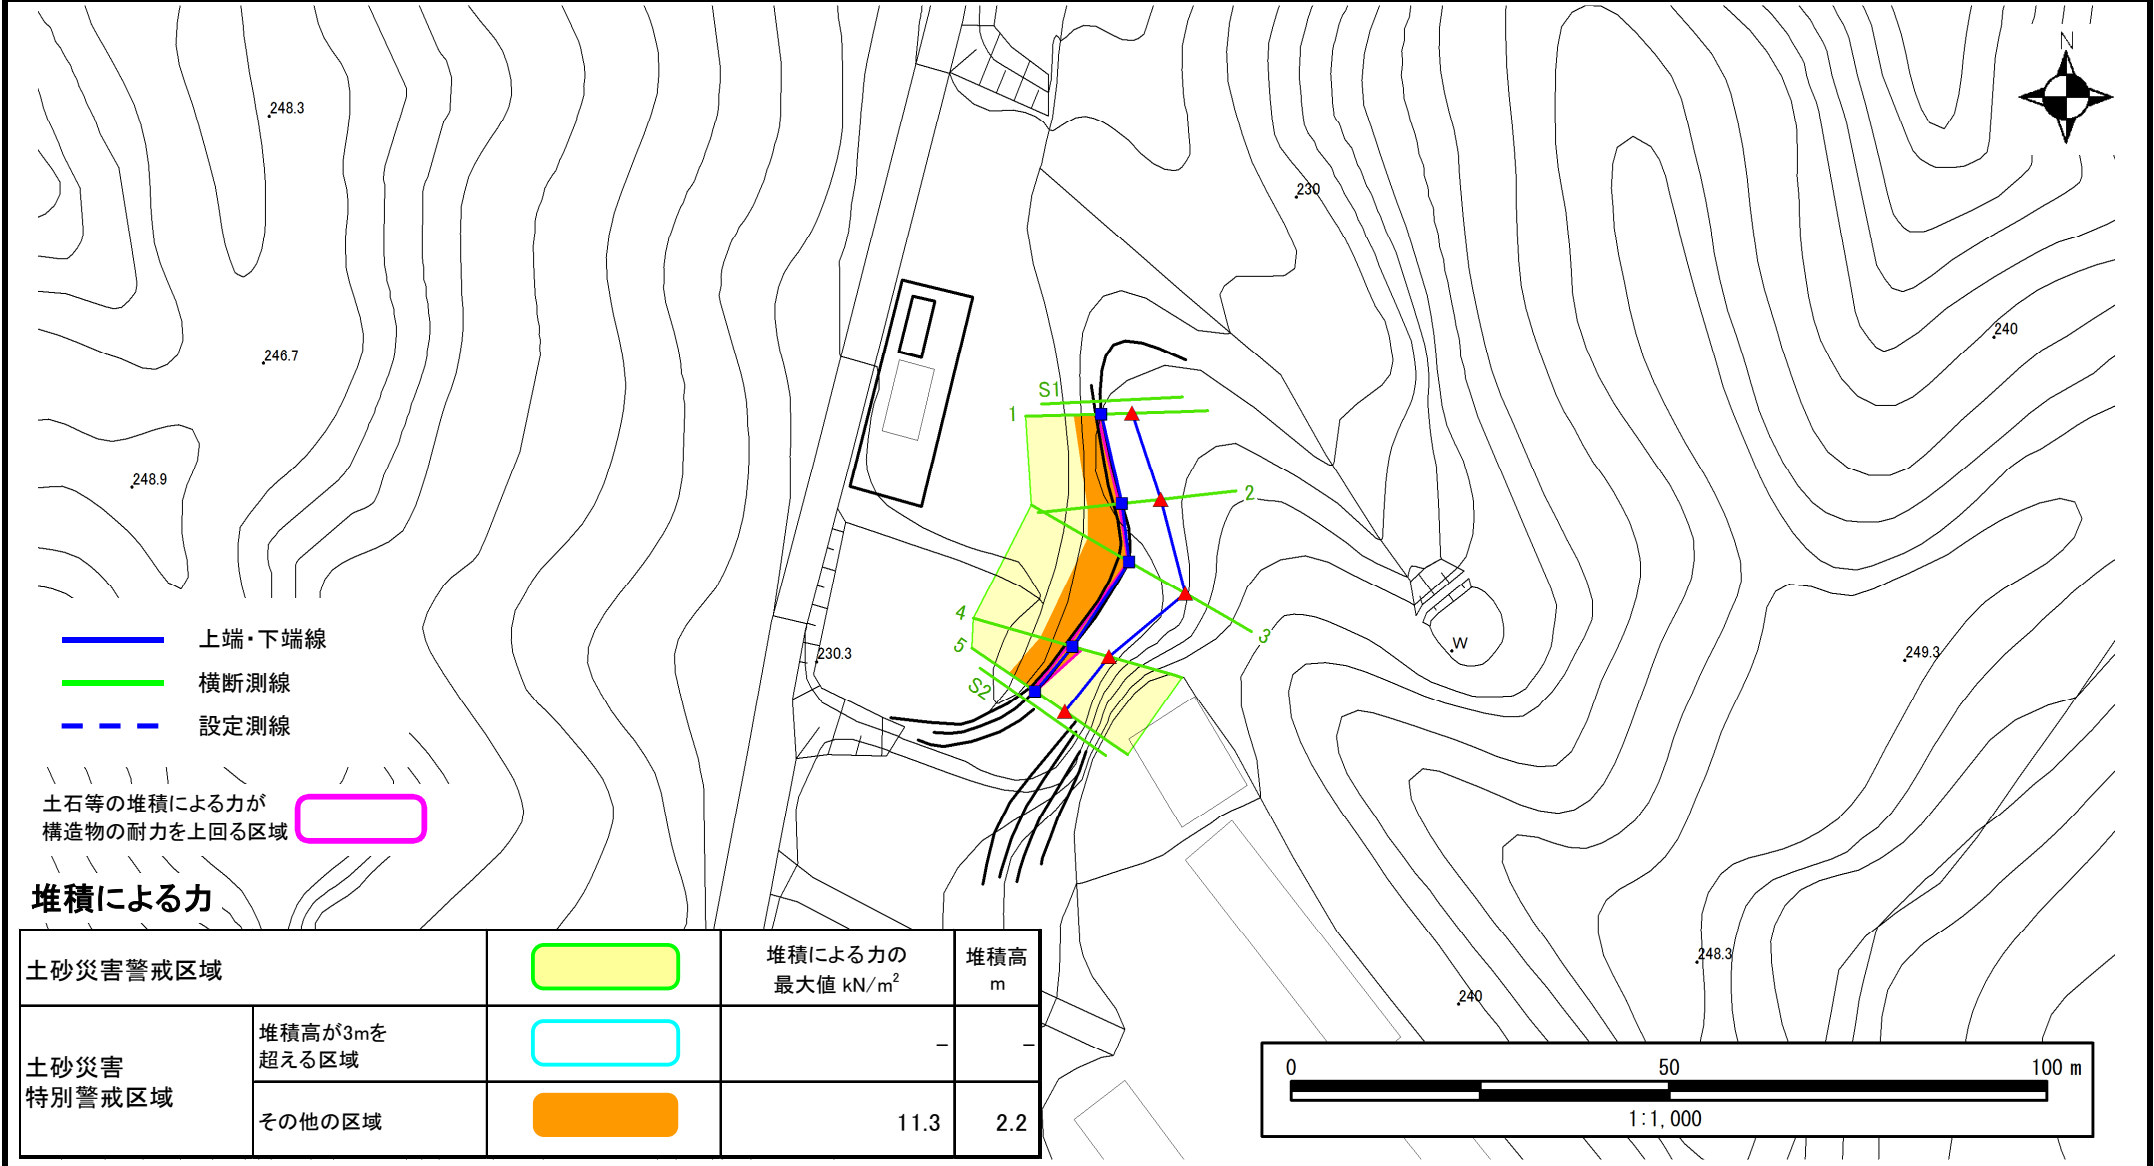 N
248.3
230
240
246.7
S1
1
248.9
2
4
3
5
S2
W
230.3
249.3
248.3
240
上端・下端線
横断測線
設定測線
土石等の堆積による力が
構造物の耐力を上回る区域
堆積による力
土砂災害警戒区域
堆積による力の
最大値 kN/m²
堆積高
m
土砂災害
特別警戒区域
堆積高が3mを
超える区域
－
－
その他の区域
11.3
2.2
0 50 100 m
1:1,000